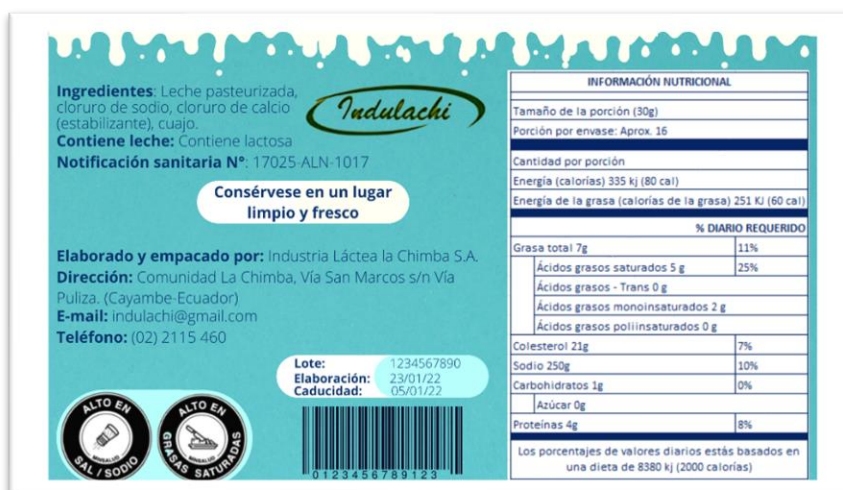 Ingredientes: Leche pasteurizada,
cloruro de sodio, cloruro de calcio
(estabilizante), cuajo.
Contiene leche: Contiene lactosa
Notificación sanitaria N°: 17025-ALN-1017
Indulachi
Consérvese en un lugar
limpio y fresco
Elaborado y empacado por: Industria Láctea la Chimba S.A.
Dirección: Comunidad La Chimba, Vía San Marcos s/n Vía
Puliza. (Cayambe-Ecuador)
E-mail: indulachi@gmail.com
Teléfono: (02) 2115 460
Lote: 1234567890
Elaboración: 23/01/22
Caducidad: 05/01/22
ALTO EN
MINSALUD
SAL / SODIO
ALTO EN
MINSALUD
GRASAS SATURADAS
0123456789123
INFORMACIÓN NUTRICIONAL
Tamaño de la porción (30g)
Porción por envase: Aprox. 16
Cantidad por porción
Energía (calorías) 335 kj (80 cal)
Energía de la grasa (calorías de la grasa) 251 KJ (60 cal)
% DIARIO REQUERIDO
Grasa total 7g 11%
Ácidos grasos saturados 5 g 25%
Ácidos grasos - Trans 0 g
Ácidos grasos monoinsaturados 2 g
Ácidos grasos poliinsaturados 0 g
Colesterol 21g 7%
Sodio 250g 10%
Carbohidratos 1g 0%
Azúcar 0g
Proteínas 4g 8%
Los porcentajes de valores diarios estás basados en
una dieta de 8380 kj (2000 calorías)